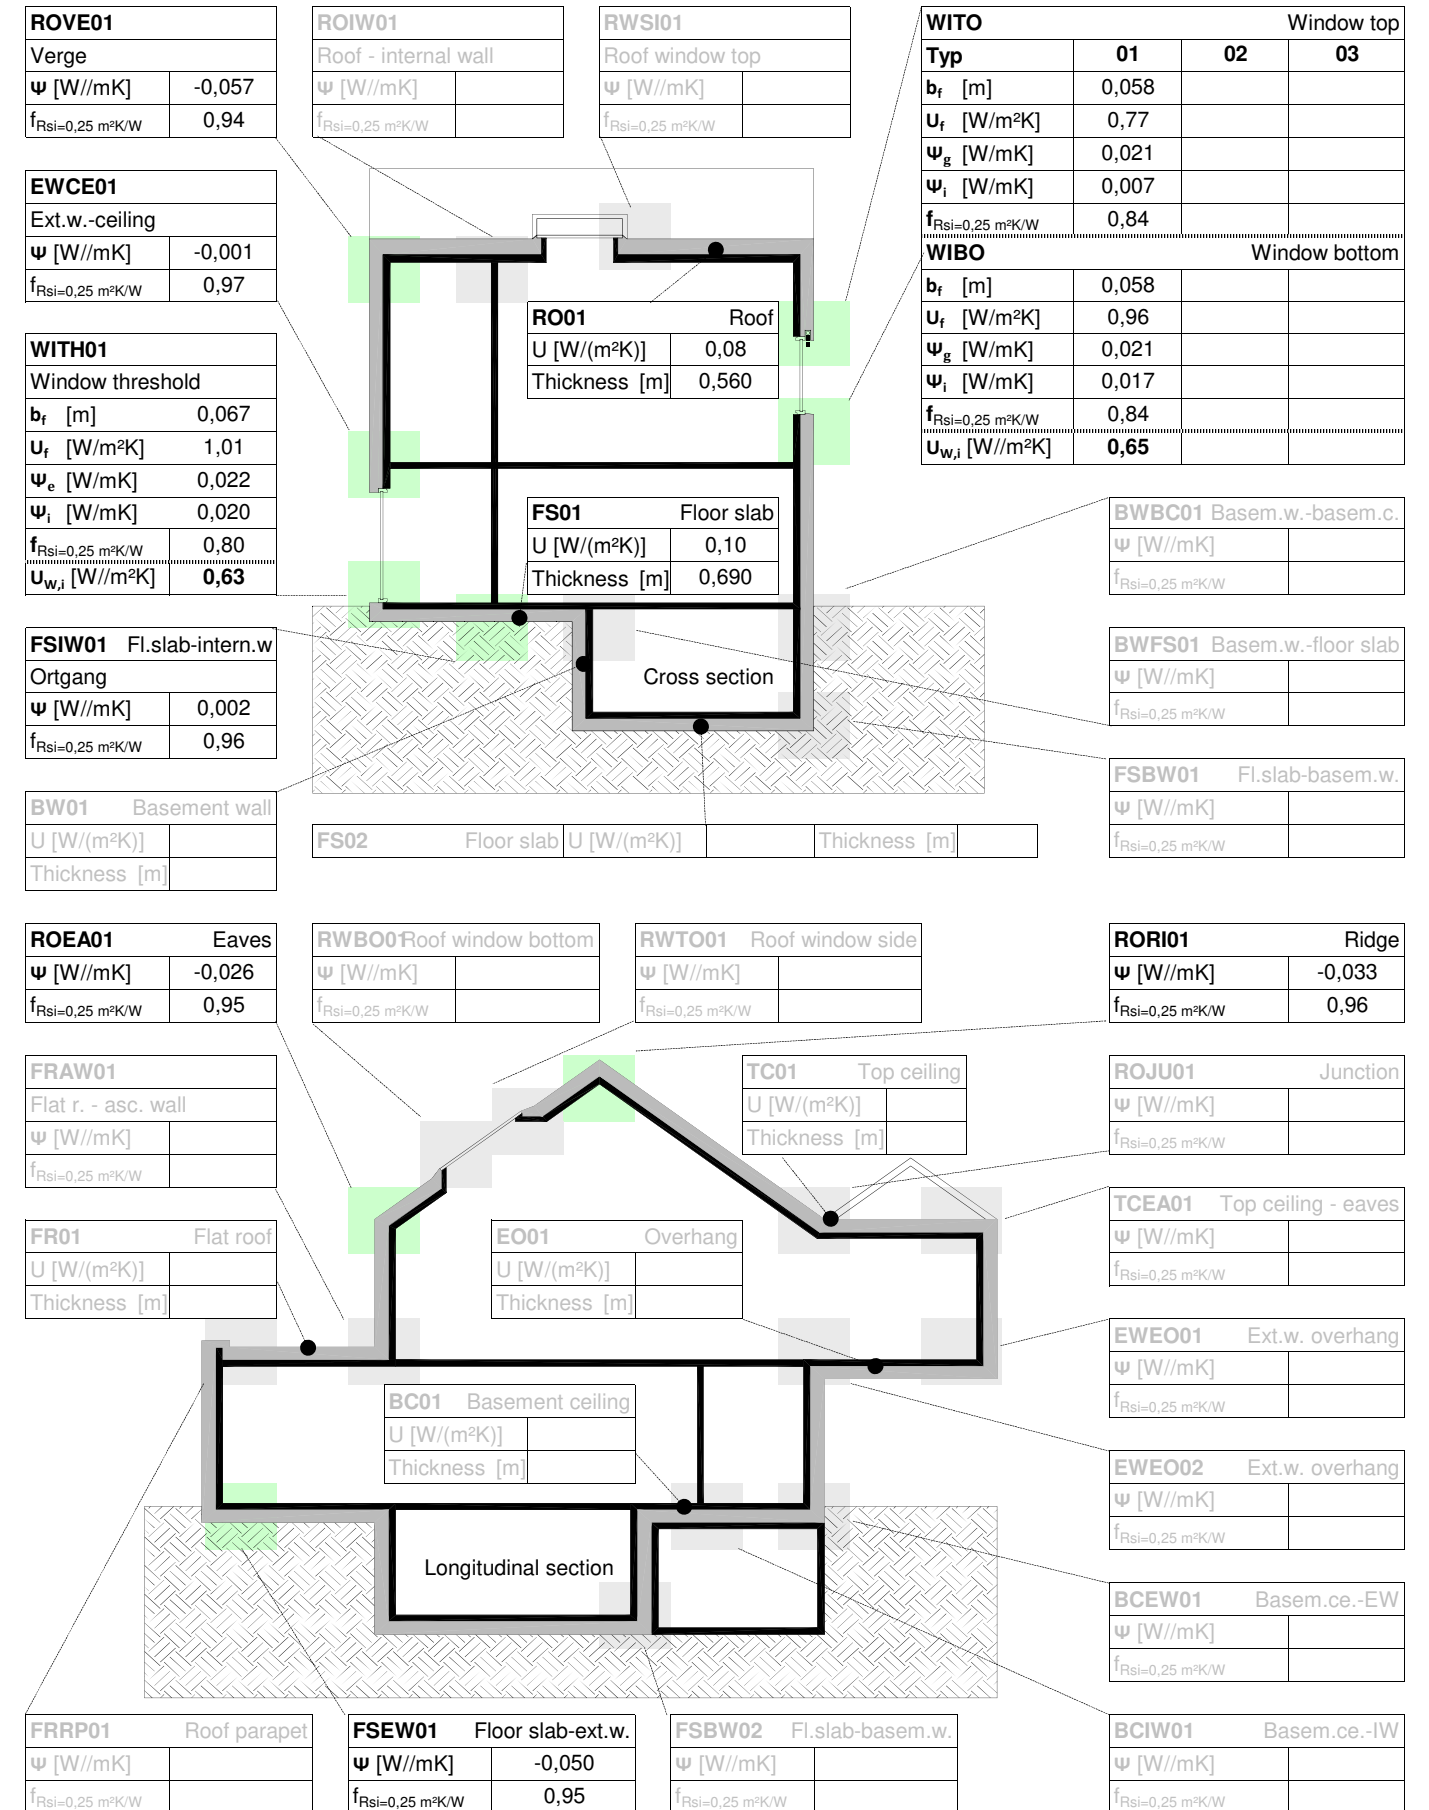 ROVE01
Verge
Ψ [W//mK] -0,057
fRsi=0,25 m²K/W 0,94
ROIW01
Roof - internal wall
Ψ [W//mK]
fRsi=0,25 m²K/W
RWSI01
Roof window top
Ψ [W//mK]
fRsi=0,25 m²K/W
WITO Window top
Typ 01 02 03
bf [m] 0,058
Uf [W/m²K] 0,77
Ψg [W/mK] 0,021
Ψi [W/mK] 0,007
fRsi=0,25 m²K/W 0,84
WIBO Window bottom
bf [m] 0,058
Uf [W/m²K] 0,96
Ψg [W/mK] 0,021
Ψi [W/mK] 0,017
fRsi=0,25 m²K/W 0,84
UW,i [W//m²K] 0,65
EWCE01
Ext.w.-ceiling
Ψ [W//mK] -0,001
fRsi=0,25 m²K/W 0,97
WITH01
Window threshold
bf [m] 0,067
Uf [W/m²K] 1,01
Ψe [W/mK] 0,022
Ψi [W/mK] 0,020
fRsi=0,25 m²K/W 0,80
UW,i [W//m²K] 0,63
RO01 Roof
U [W/(m²K)] 0,08
Thickness [m] 0,560
FS01 Floor slab
U [W/(m²K)] 0,10
Thickness [m] 0,690
BWBC01 Basem.w.-basem.c.
Ψ [W//mK]
fRsi=0,25 m²K/W
FSIW01 Fl.slab-intern.w
Ortgang
Ψ [W//mK] 0,002
fRsi=0,25 m²K/W 0,96
Cross section
BWFS01 Basem.w.-floor slab
Ψ [W//mK]
fRsi=0,25 m²K/W
FSBW01 Fl.slab-basem.w.
Ψ [W//mK]
fRsi=0,25 m²K/W
BW01 Basement wall
U [W/(m²K)]
Thickness [m]
FS02 Floor slab U [W/(m²K)] Thickness [m]
ROEA01 Eaves
Ψ [W//mK] -0,026
fRsi=0,25 m²K/W 0,95
RWBO01 Roof window bottom
Ψ [W//mK]
fRsi=0,25 m²K/W
RWTO01 Roof window side
Ψ [W//mK]
fRsi=0,25 m²K/W
RORI01 Ridge
Ψ [W//mK] -0,033
fRsi=0,25 m²K/W 0,96
FRAW01
Flat r. - asc. wall
Ψ [W//mK]
fRsi=0,25 m²K/W
TC01 Top ceiling
U [W/(m²K)]
Thickness [m]
ROJU01 Junction
Ψ [W//mK]
fRsi=0,25 m²K/W
FR01 Flat roof
U [W/(m²K)]
Thickness [m]
EO01 Overhang
U [W/(m²K)]
Thickness [m]
TCEA01 Top ceiling - eaves
Ψ [W//mK]
fRsi=0,25 m²K/W
EWEO01 Ext.w. overhang
Ψ [W//mK]
fRsi=0,25 m²K/W
BC01 Basement ceiling
U [W/(m²K)]
Thickness [m]
EWEO02 Ext.w. overhang
Ψ [W//mK]
fRsi=0,25 m²K/W
Longitudinal section
BCEW01 Basem.ce.-EW
Ψ [W//mK]
fRsi=0,25 m²K/W
FRRP01 Roof parapet
Ψ [W//mK]
fRsi=0,25 m²K/W
FSEW01 Floor slab-ext.w.
Ψ [W//mK] -0,050
fRsi=0,25 m²K/W 0,95
FSBW02 Fl.slab-basem.w.
Ψ [W//mK]
fRsi=0,25 m²K/W
BCIW01 Basem.ce.-IW
Ψ [W//mK]
fRsi=0,25 m²K/W